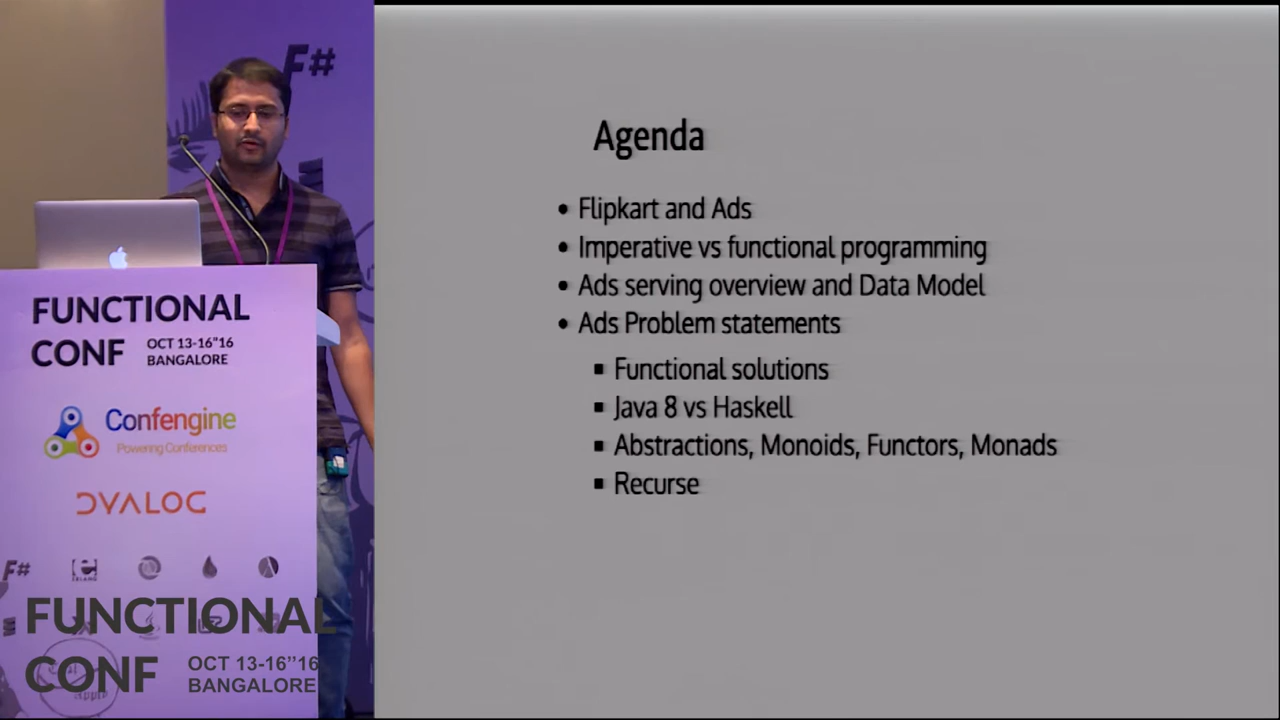 F#
Agenda
• Flipkart and Ads
• Imperative vs functional programming
• Ads serving overview and Data Model
• Ads Problem statements
▪ Functional solutions
▪ Java 8 vs Haskell
▪ Abstractions, Monoids, Functors, Monads
▪ Recurse
FUNCTIONAL
CONF OCT 13-16"16
BANGALORE
Confengine
Powering Conferences
DYALOG
F#
ERLANG
FUNCTIONAL
CONF OCT 13-16”16
BANGALORE